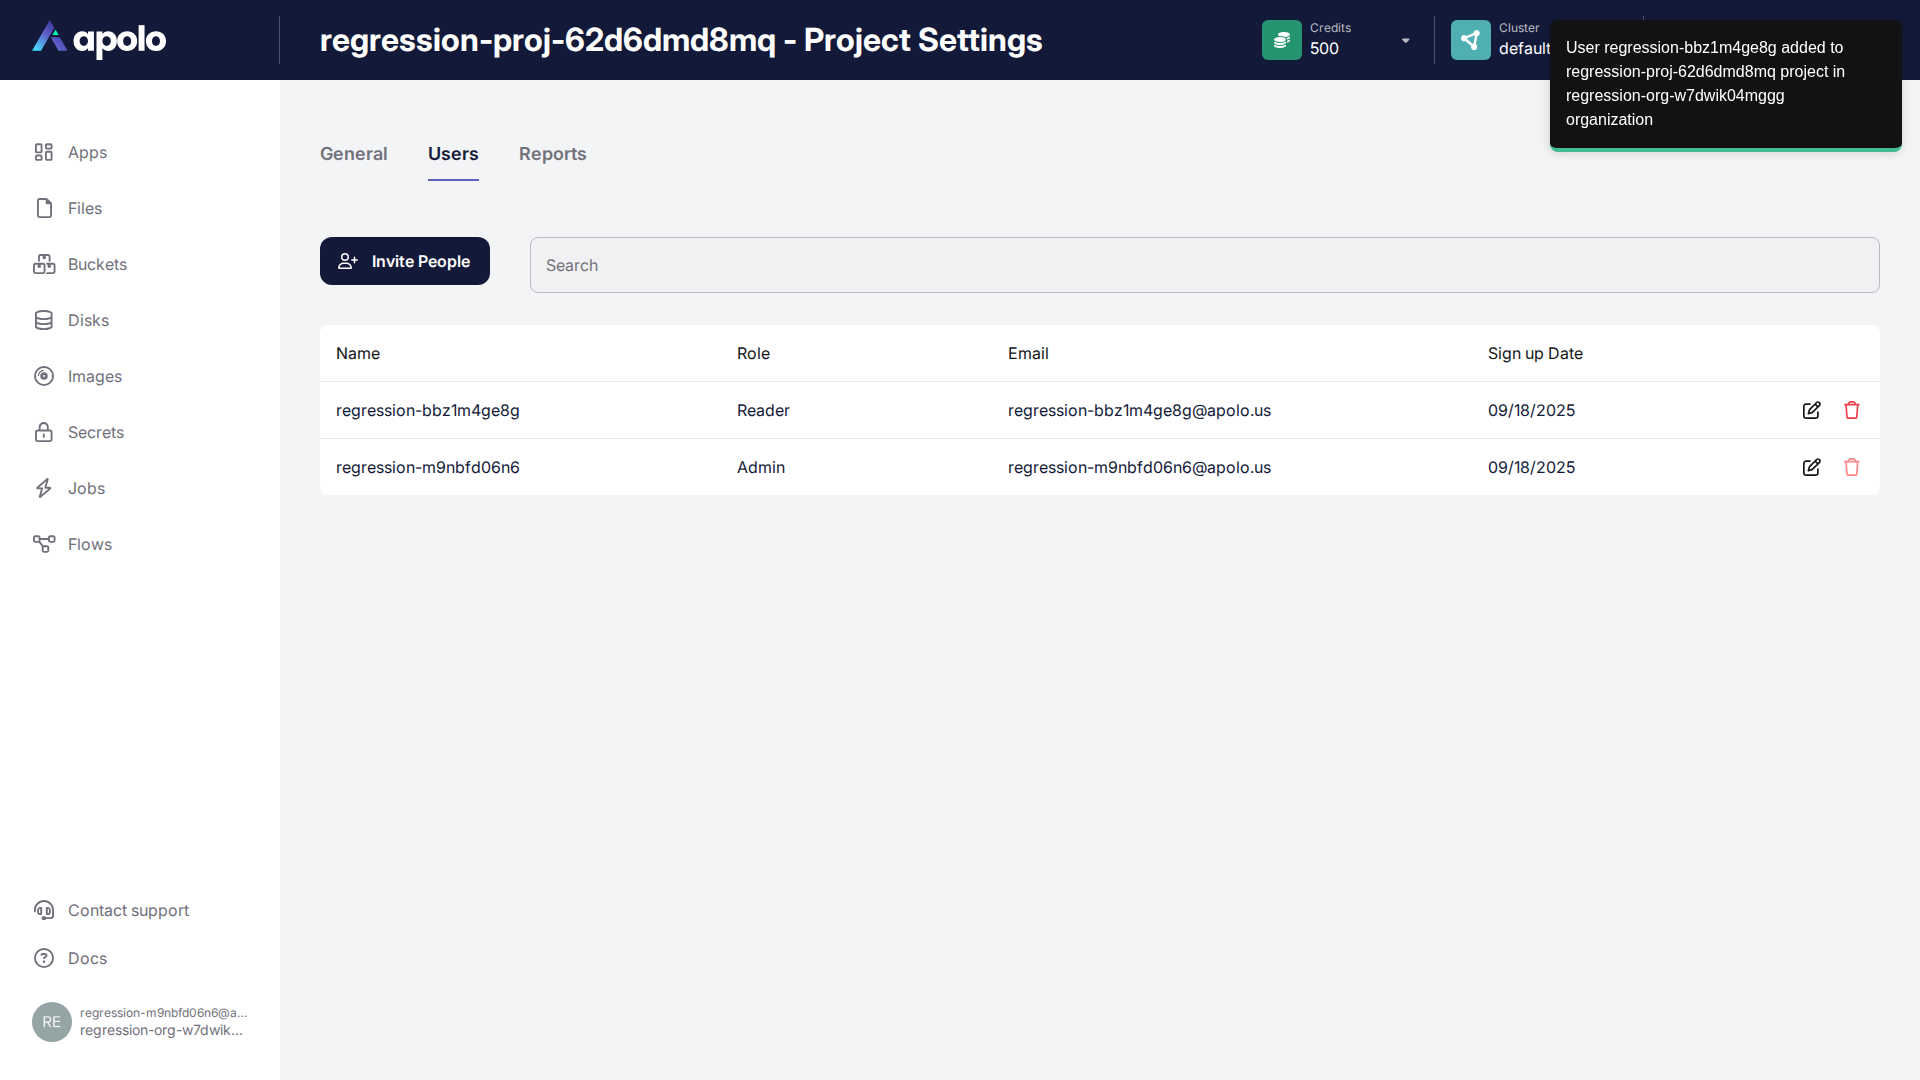 apolo
regression-proj-62d6dmd8mq - Project Settings
Credits
500
Cluster
default
User regression-bbz1m4ge8g added to
regression-proj-62d6dmd8mq project in
regression-org-w7dwik04mggg
organization
Apps
Files
Buckets
Disks
Images
Secrets
Jobs
Flows
General Users Reports
Invite People
Search
Name Role Email Sign up Date
regression-bbz1m4ge8g Reader regression-bbz1m4ge8g@apolo.us 09/18/2025
regression-m9nbfd06n6 Admin regression-m9nbfd06n6@apolo.us 09/18/2025
Contact support
Docs
RE
regression-m9nbfd06n6@a...
regression-org-w7dwik...